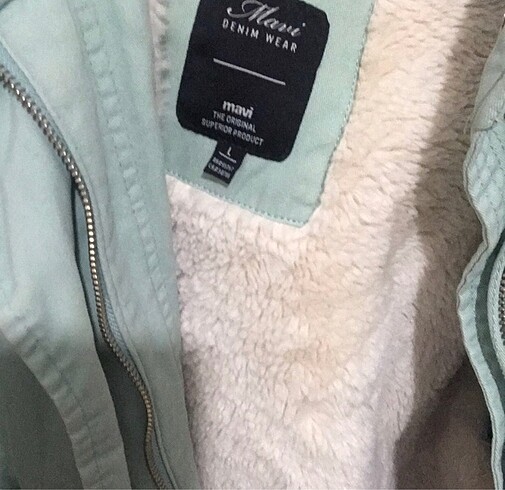 Mavi
DENIM WEAR
mavi
THE ORIGINAL
SUPERIOR PRODUCT
L